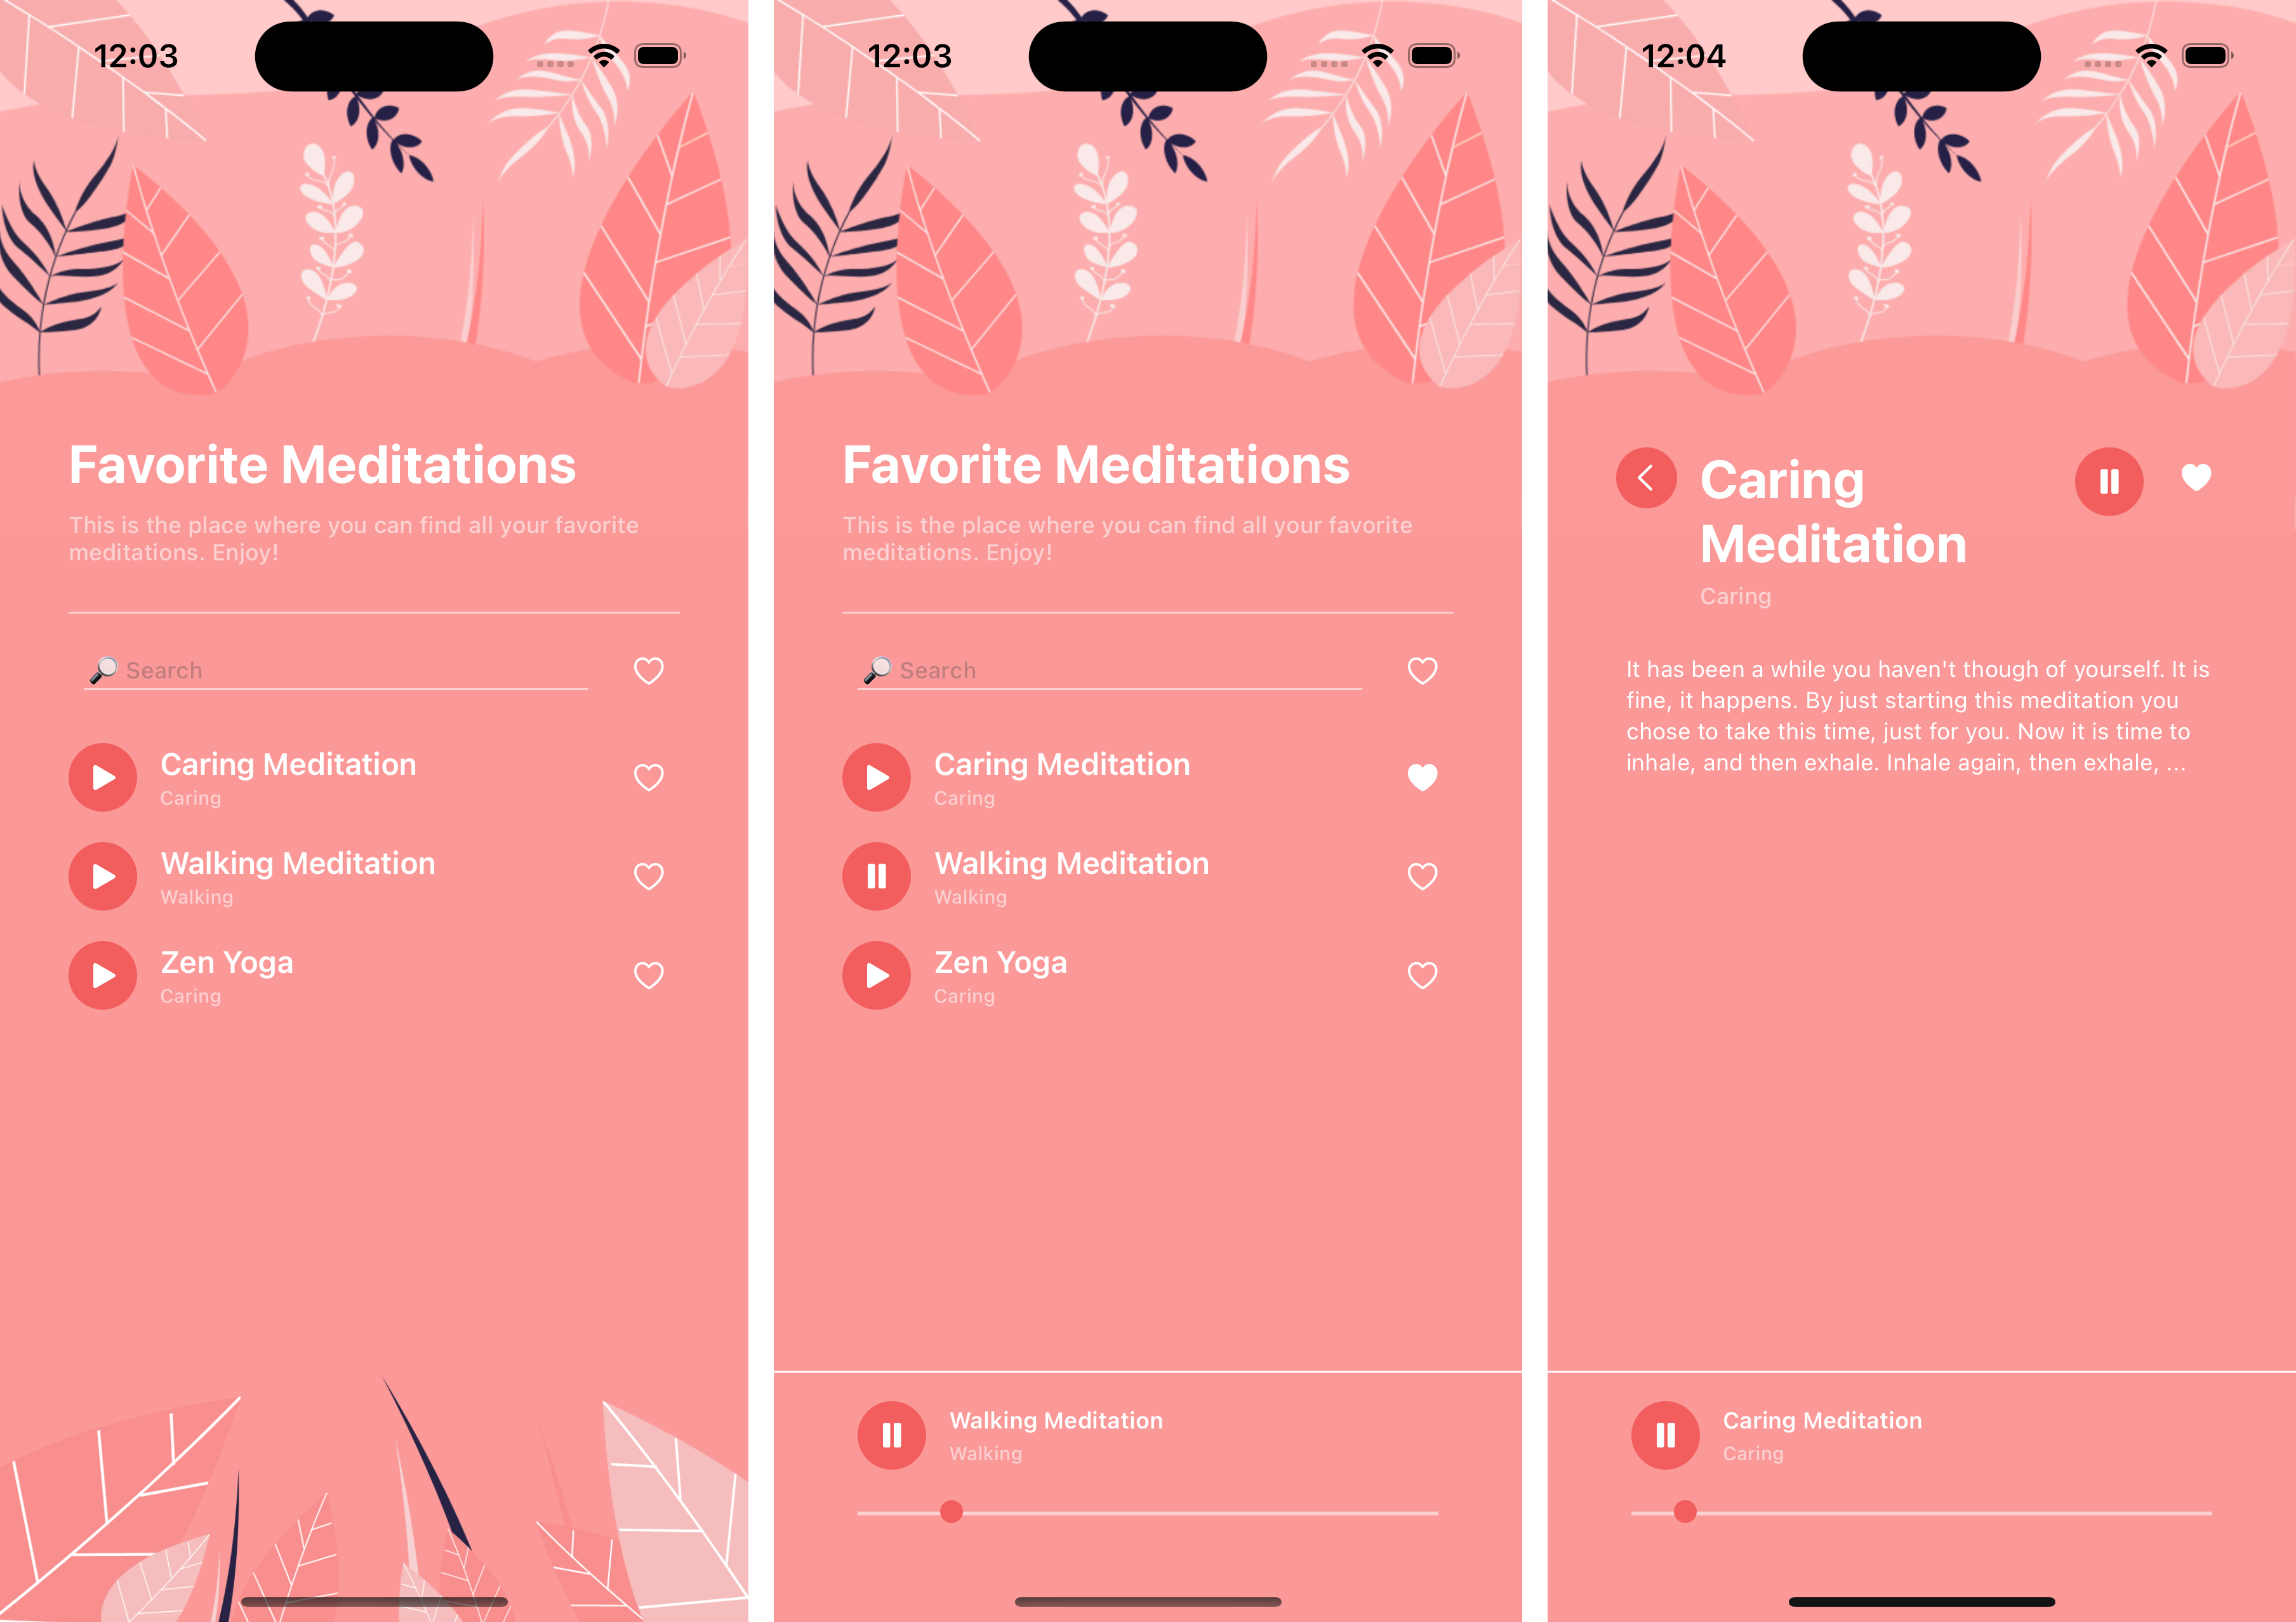 12:03
Favorite Meditations
This is the place where you can find all your favorite
meditations. Enjoy!
🔎 Search
Caring Meditation
Caring
Walking Meditation
Walking
Zen Yoga
Caring
12:03
Favorite Meditations
This is the place where you can find all your favorite
meditations. Enjoy!
🔎 Search
Caring Meditation
Caring
Walking Meditation
Walking
Zen Yoga
Caring
Walking Meditation
Walking
12:04
Caring
Meditation
Caring
It has been a while you haven't though of yourself. It is
fine, it happens. By just starting this meditation you
chose to take this time, just for you. Now it is time to
inhale, and then exhale. Inhale again, then exhale, ...
Caring Meditation
Caring